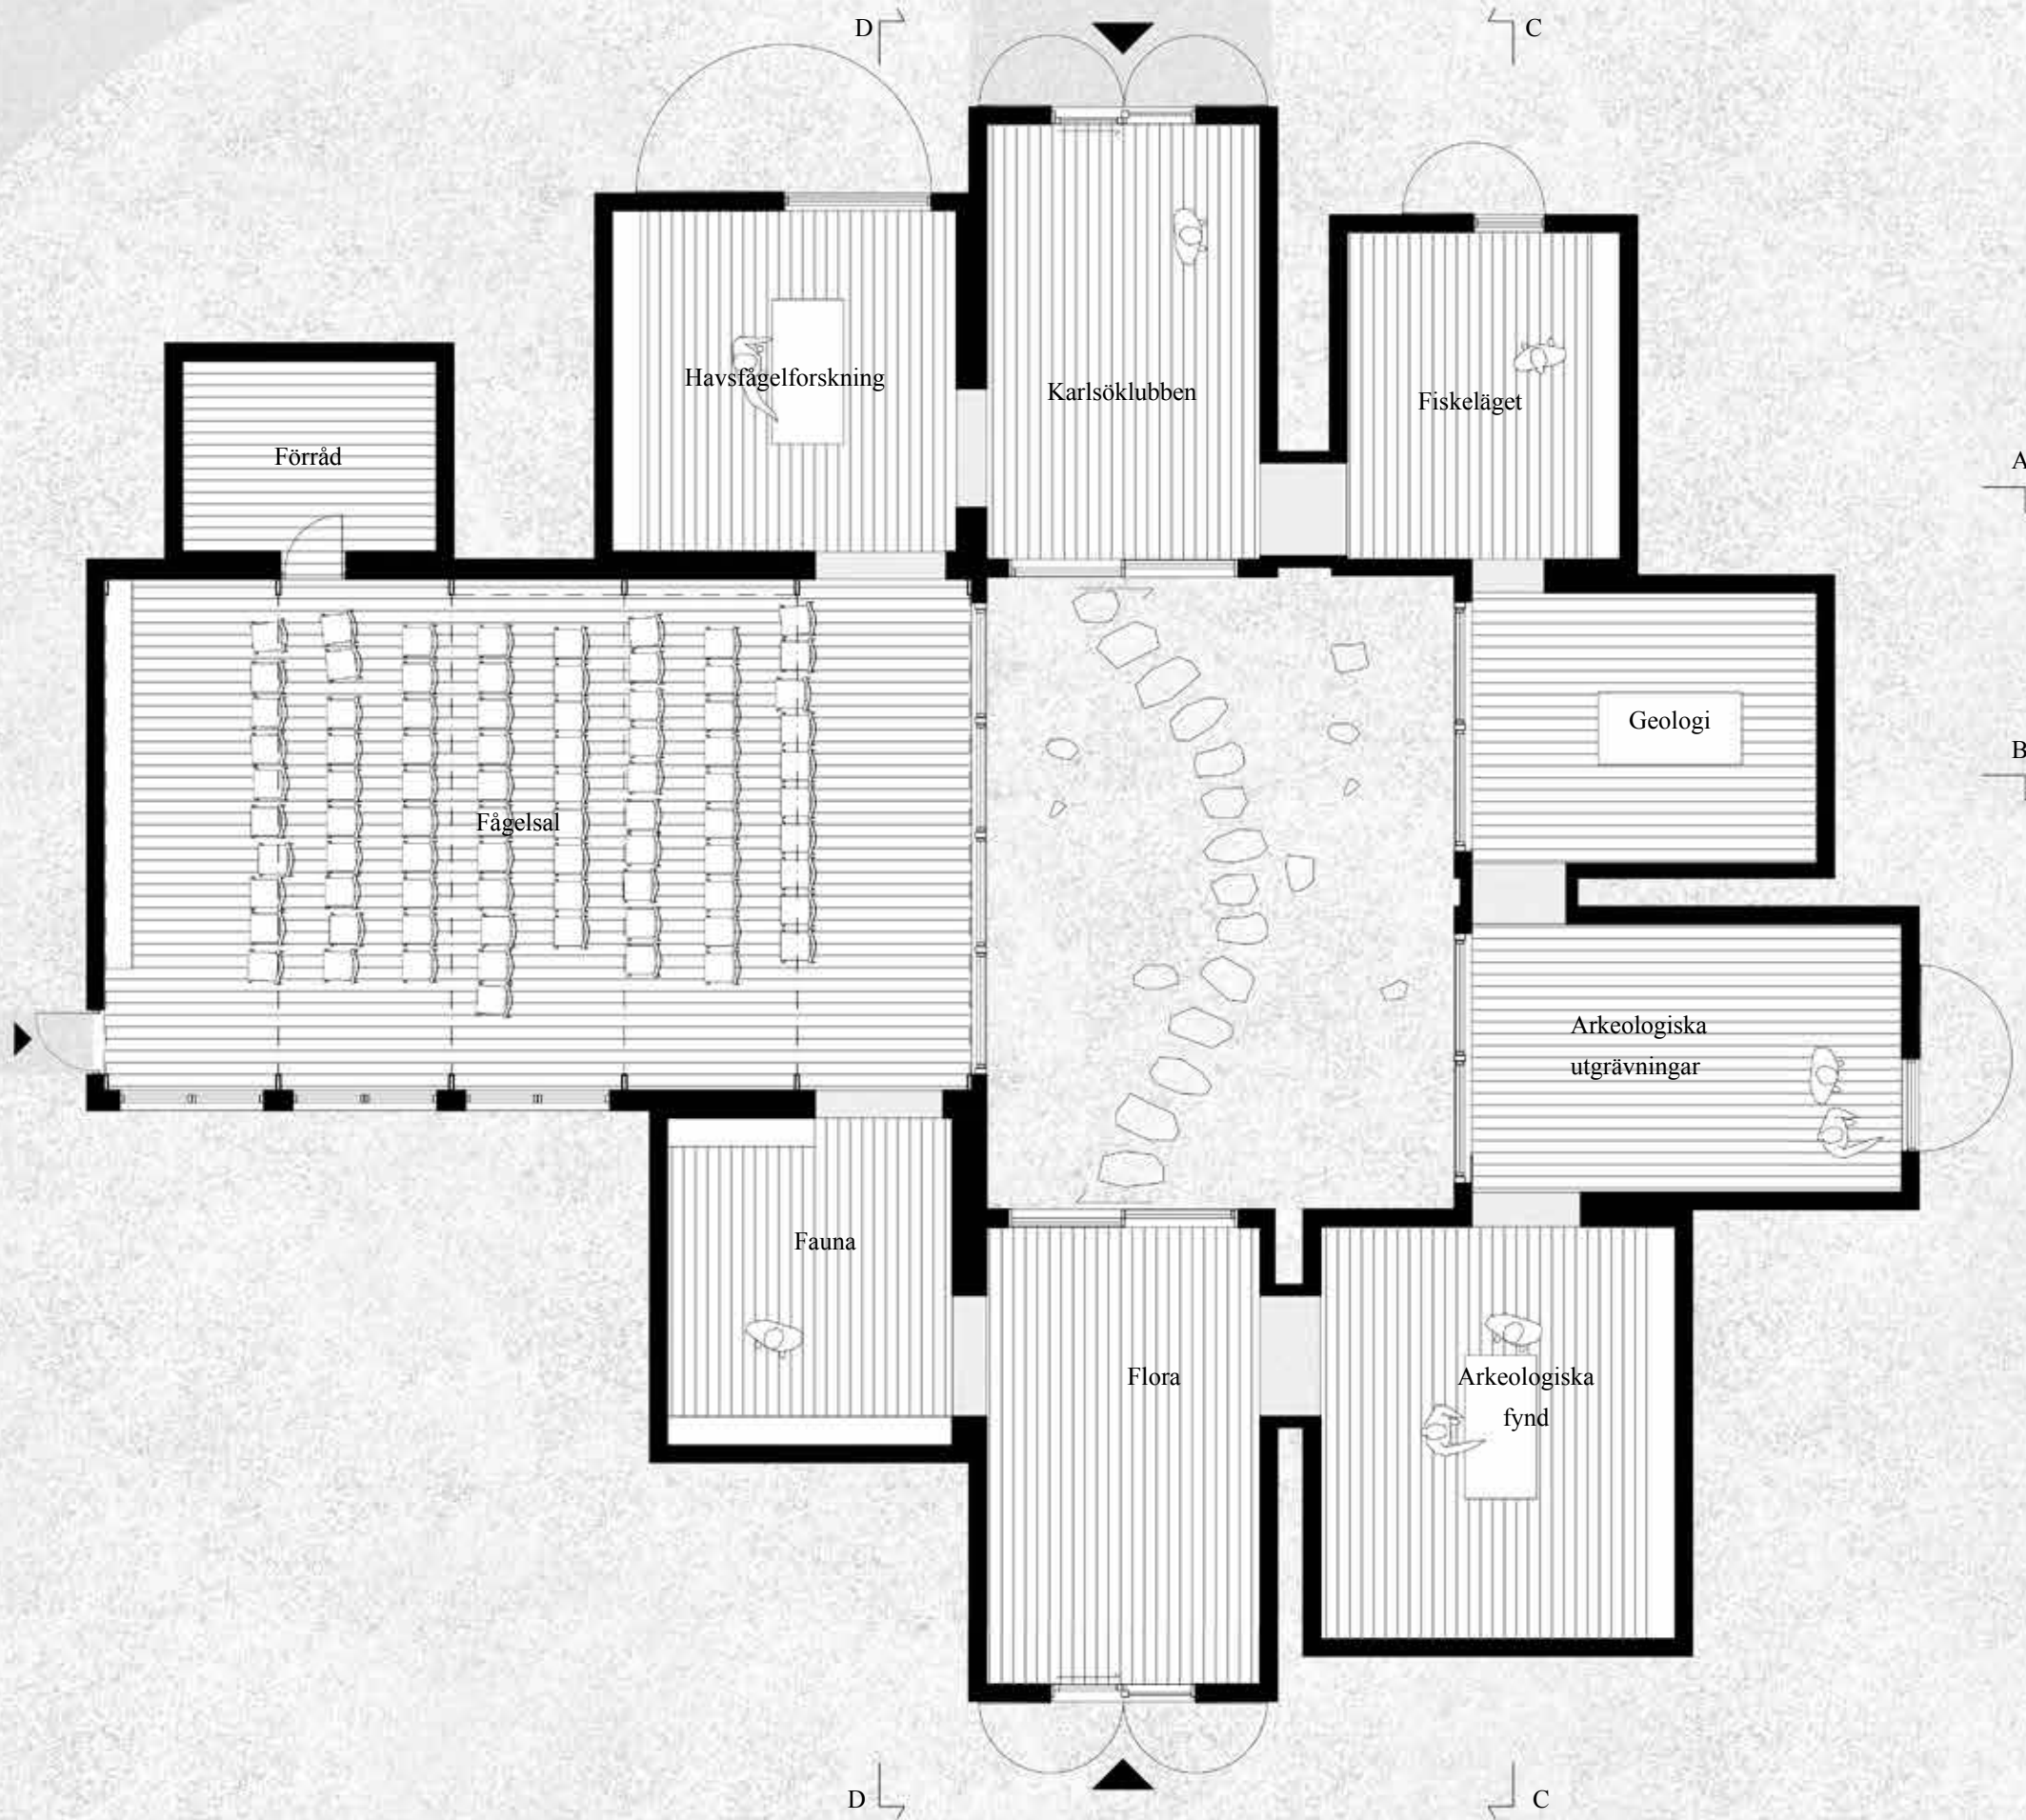 D
C
Havsfågelforskning
Karlsöklubben
Fiskeläget
Förråd
A
Geologi
B
Fågelsal
Arkeologiska
utgrävningar
Fauna
Flora
Arkeologiska
fynd
D
C